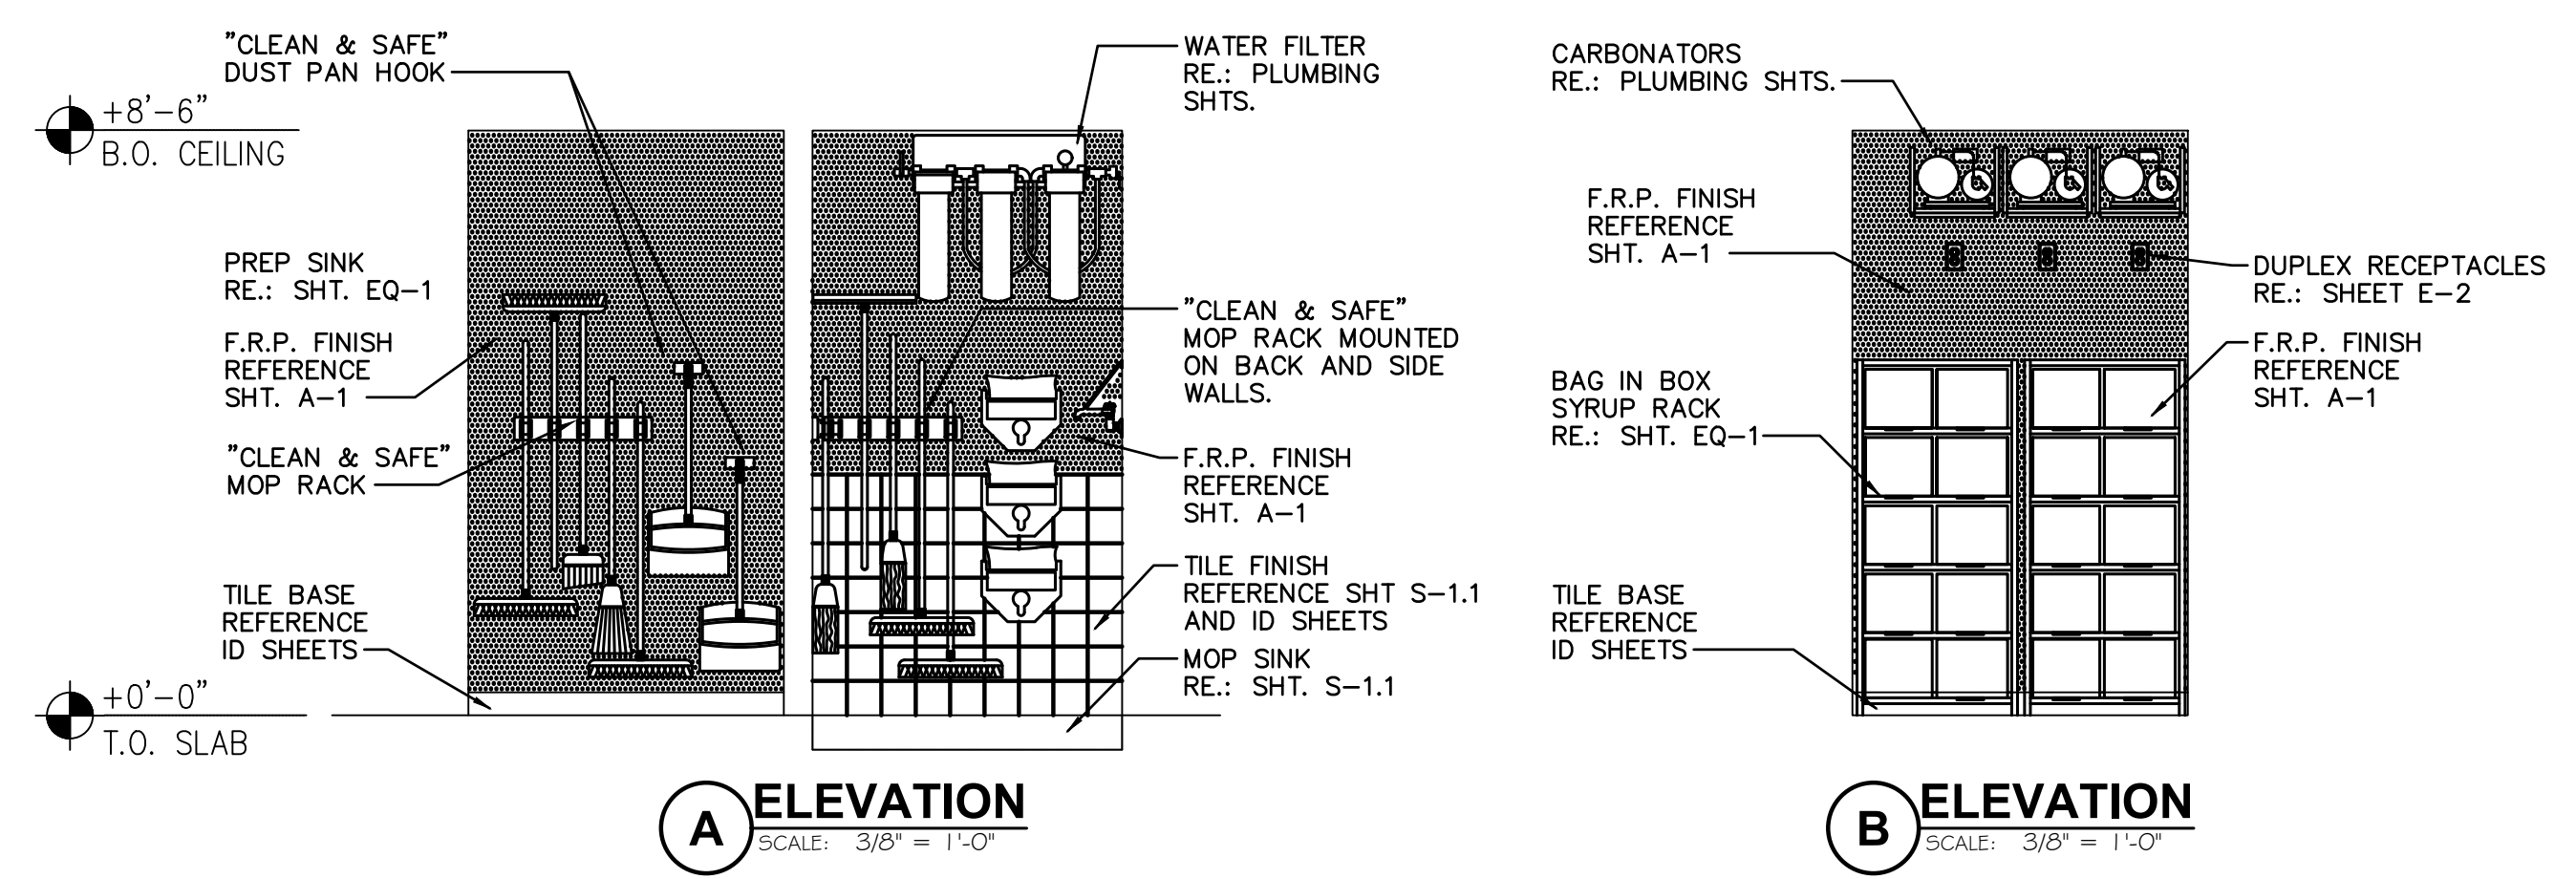 "CLEAN & SAFE"
DUST PAN HOOK
+8'-6"
B.O. CEILING
PREP SINK
RE.: SHT. EQ-1
F.R.P. FINISH
REFERENCE
SHT. A-1
"CLEAN & SAFE"
MOP RACK
TILE BASE
REFERENCE
ID SHEETS
+0'-0"
T.O. SLAB
WATER FILTER
RE.: PLUMBING
SHTS.
"CLEAN & SAFE"
MOP RACK MOUNTED
ON BACK AND SIDE
WALLS.
F.R.P. FINISH
REFERENCE
SHT. A-1
TILE FINISH
REFERENCE SHT S-1.1
AND ID SHEETS
MOP SINK
RE.: SHT. S-1.1
A
ELEVATION
SCALE: 3/8" = 1'-0"
CARBONATORS
RE.: PLUMBING SHTS.
F.R.P. FINISH
REFERENCE
SHT. A-1
BAG IN BOX
SYRUP RACK
RE.: SHT. EQ-1
TILE BASE
REFERENCE
ID SHEETS
DUPLEX RECEPTACLES
RE.: SHEET E-2
F.R.P. FINISH
REFERENCE
SHT. A-1
B
ELEVATION
SCALE: 3/8" = 1'-0"